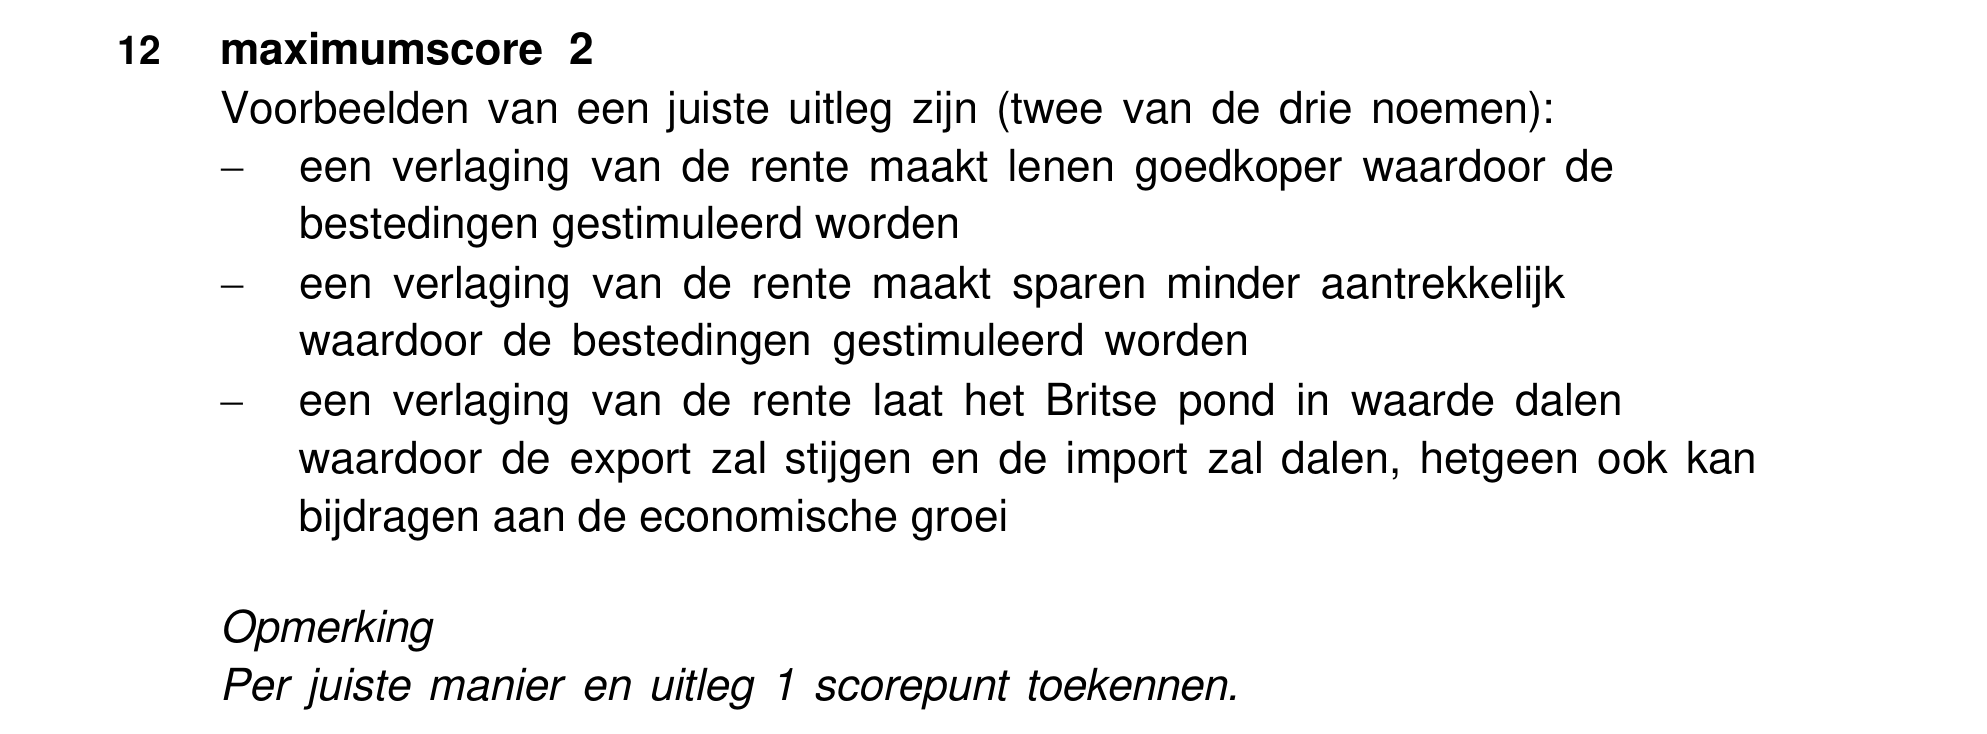 12 maximumscore 2
Voorbeelden van een juiste uitleg zijn (twee van de drie noemen):
– een verlaging van de rente maakt lenen goedkoper waardoor de
bestedingen gestimuleerd worden
– een verlaging van de rente maakt sparen minder aantrekkelijk
waardoor de bestedingen gestimuleerd worden
– een verlaging van de rente laat het Britse pond in waarde dalen
waardoor de export zal stijgen en de import zal dalen, hetgeen ook kan
bijdragen aan de economische groei
Opmerking
Per juiste manier en uitleg 1 scorepunt toekennen.